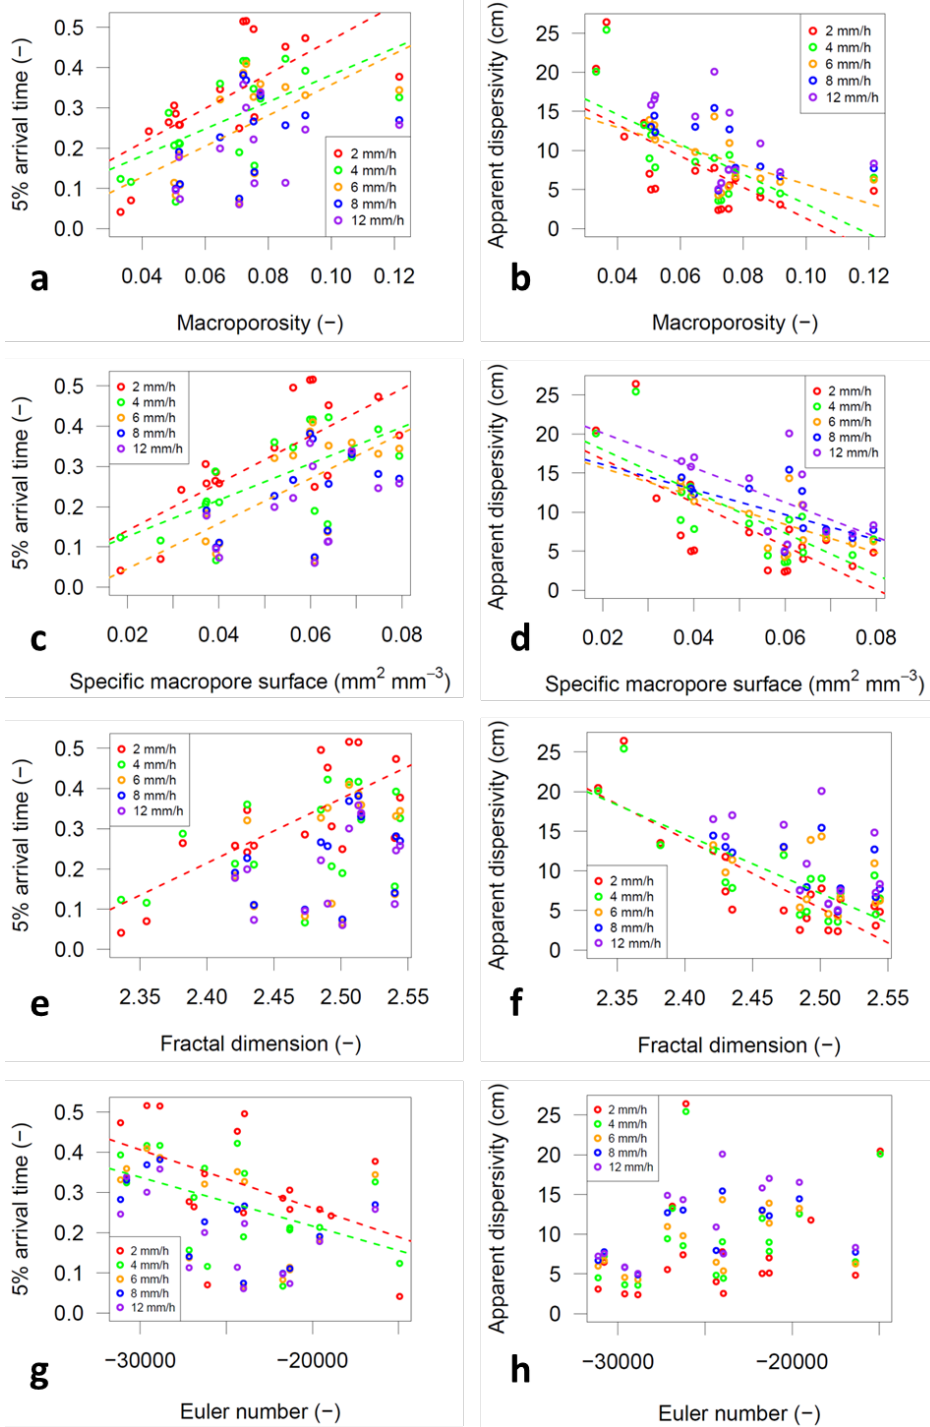 5% arrival time (−)
0.5
0.4
0.3
0.2
0.1
0.0
2 mm/h
4 mm/h
6 mm/h
8 mm/h
12 mm/h
0.04 0.06 0.08 0.10 0.12
a
Macroporosity (−)
Apparent dispersivity (cm)
25
20
15
10
5
0
2 mm/h
4 mm/h
6 mm/h
8 mm/h
12 mm/h
0.04 0.06 0.08 0.10 0.12
b
Macroporosity (−)
5% arrival time (−)
0.5
0.4
0.3
0.2
0.1
0.0
2 mm/h
4 mm/h
6 mm/h
8 mm/h
12 mm/h
0.02 0.04 0.06 0.08
c
Specific macropore surface (mm² mm⁻³)
Apparent dispersivity (cm)
25
20
15
10
5
0
2 mm/h
4 mm/h
6 mm/h
8 mm/h
12 mm/h
0.02 0.04 0.06 0.08
d
Specific macropore surface (mm² mm⁻³)
5% arrival time (−)
0.5
0.4
0.3
0.2
0.1
0.0
2 mm/h
4 mm/h
6 mm/h
8 mm/h
12 mm/h
2.35 2.40 2.45 2.50 2.55
e
Fractal dimension (−)
Apparent dispersivity (cm)
25
20
15
10
5
0
2 mm/h
4 mm/h
6 mm/h
8 mm/h
12 mm/h
2.35 2.40 2.45 2.50 2.55
f
Fractal dimension (−)
5% arrival time (−)
0.5
0.4
0.3
0.2
0.1
0.0
2 mm/h
4 mm/h
6 mm/h
8 mm/h
12 mm/h
−30000 −20000
g
Euler number (−)
Apparent dispersivity (cm)
25
20
15
10
5
0
2 mm/h
4 mm/h
6 mm/h
8 mm/h
12 mm/h
−30000 −20000
h
Euler number (−)